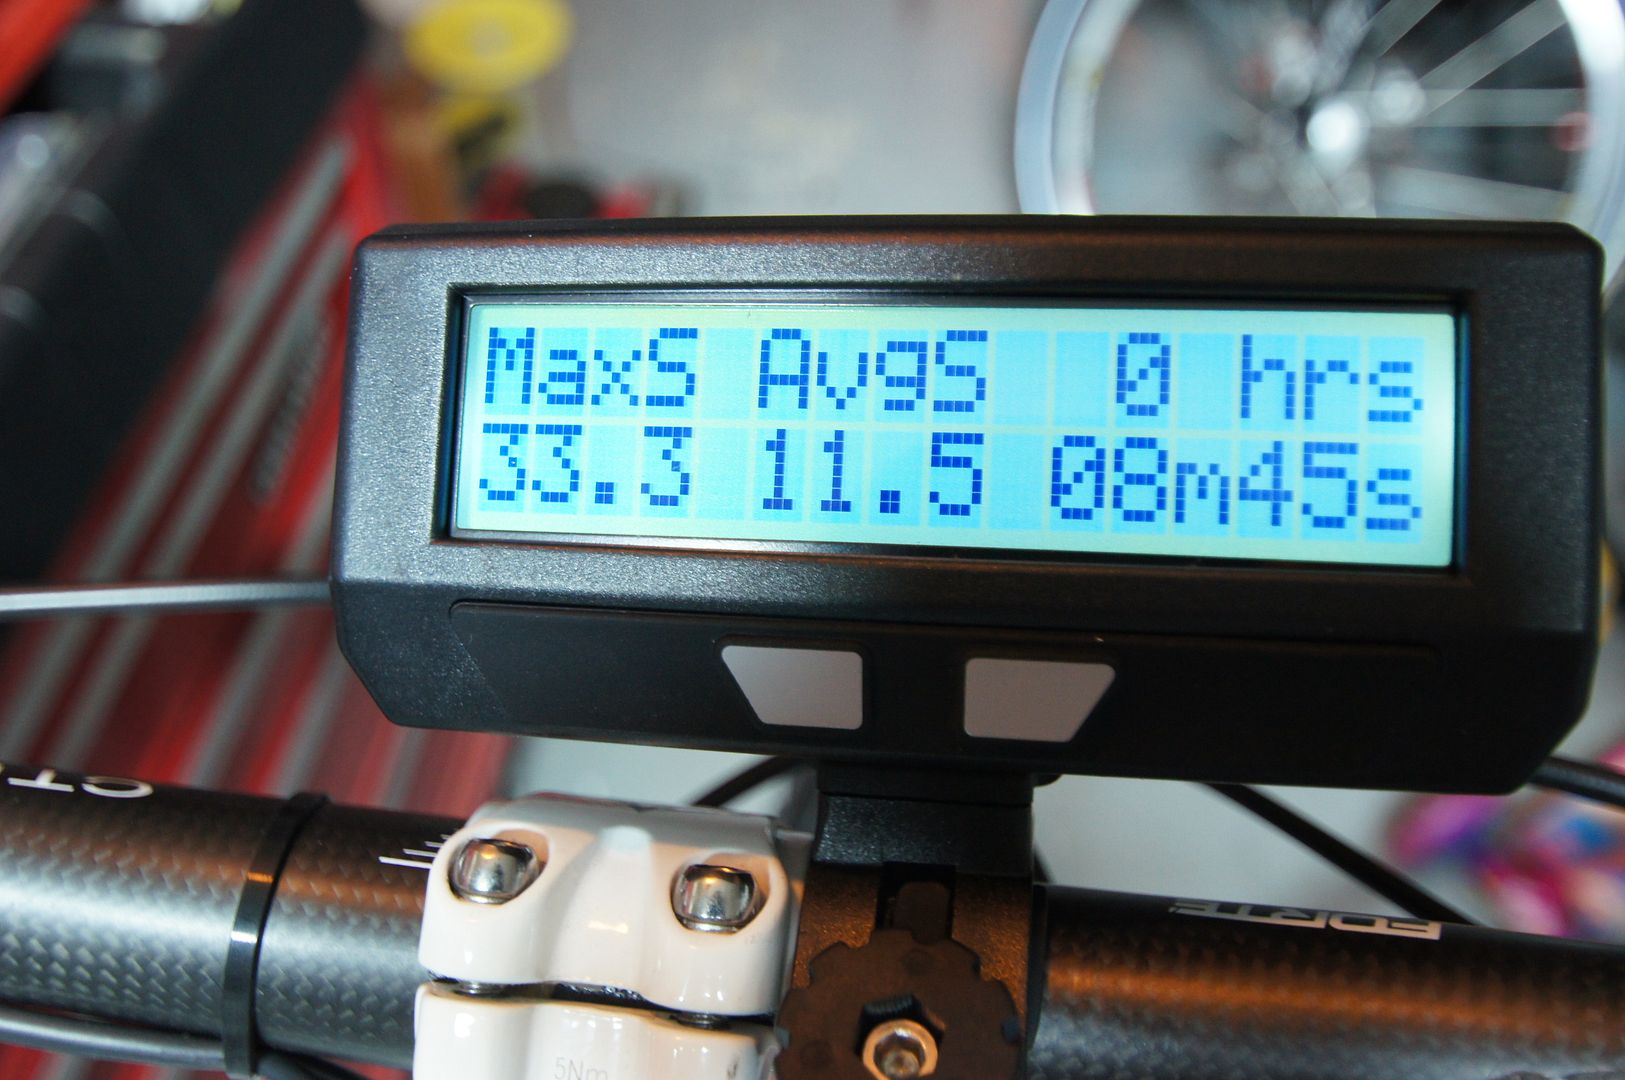 MaxS AvgS 0 hrs
33.3 11.5 08m45s
FORTE
5Nm